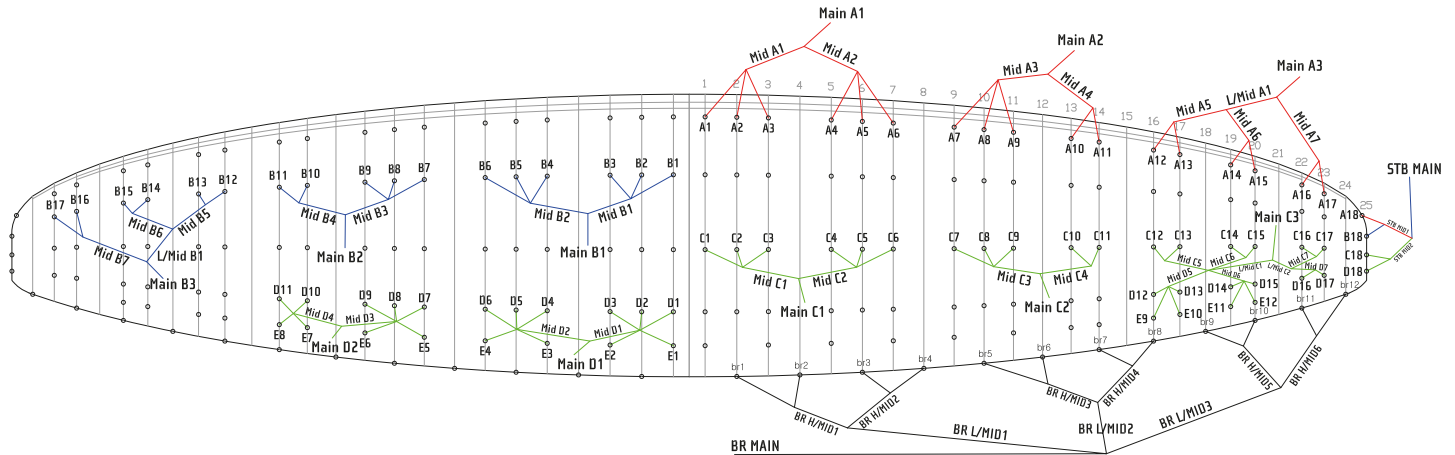 Main A1
Main A2
Main A3
Mid A1
Mid A2
Mid A3
Mid A4
Mid A5
L/Mid A1
Mid A6
Mid A7
STB MAIN
1 2 3 4 5 6 7 8 9 10 11 12 13 14 15 16 17 18 19 20 21 22 23 24 25
A1 A2 A3 A4 A5 A6 A7 A8 A9 A10 A11 A12 A13 A14 A15 A16 A17 A18
STB MID1
STB MID2
B18
C18
D18
B17 B16 B15 B14 B13 B12 B11 B10 B9 B8 B7 B6 B5 B4 B3 B2 B1
Mid B7
Mid B6
Mid B5
L/Mid B1
Main B3
Mid B4
Mid B3
Main B2
Mid B2
Mid B1
Main B1
C1 C2 C3 C4 C5 C6 C7 C8 C9 C10 C11 C12 C13 C14 C15 C16 C17
Main C3
Mid C1
Mid C2
Main C1
Mid C3
Mid C4
Main C2
Mid C5
Mid C6
L/Mid C1
L/Mid C2
Mid C7
Mid D7
Mid D5
Mid D6
D11 D10 D9 D8 D7 D6 D5 D4 D3 D2 D1
D12 D13 D14 D15 D16 D17
Mid D4
Mid D3
Main D2
Mid D2
Mid D1
Main D1
E8 E7 E6 E5 E4 E3 E2 E1
E9 E10 E11 E12
br1 br2 br3 br4 br5 br6 br7 br8 br9 br10 br11 br12
BR H/MID1
BR H/MID2
BR H/MID3
BR H/MID4
BR H/MID5
BR H/MID6
BR L/MID1
BR L/MID2
BR L/MID3
BR MAIN